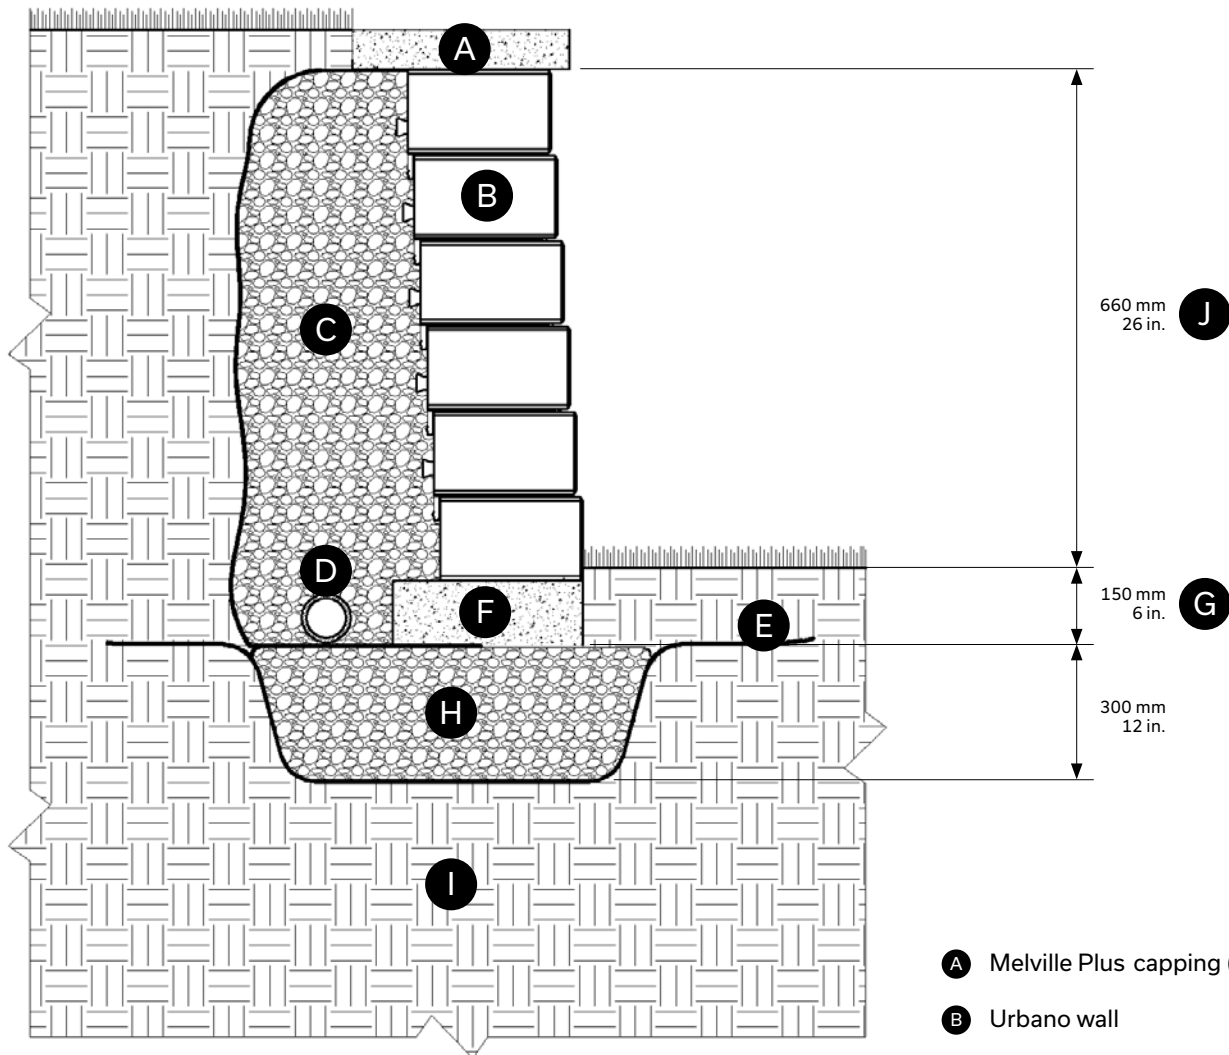 A
B
C
660 mm
26 in.
J
D
F
E
150 mm
6 in.
G
H
300 mm
12 in.
I
A Melville Plus capping (
B Urbano wall